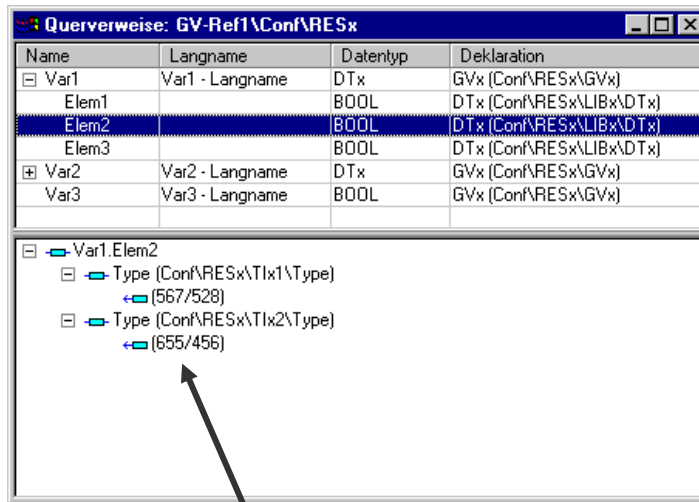 Querverweise: GV-Ref1\Conf\RESx
Name Langname Datentyp Deklaration
Var1 Var1 - Langname DTx GVx (Conf\RESx\GVx)
Elem1 BOOL DTx (Conf\RESx\LIBx\DTx)
Elem2 BOOL DTx (Conf\RESx\LIBx\DTx)
Elem3 BOOL DTx (Conf\RESx\LIBx\DTx)
Var2 Var2 - Langname DTx GVx (Conf\RESx\GVx)
Var3 Var3 - Langname BOOL GVx (Conf\RESx\GVx)
Var1.Elem2
Type (Conf\RESx\TIx1\Type)
(567/528)
Type (Conf\RESx\TIx2\Type)
(655/456)